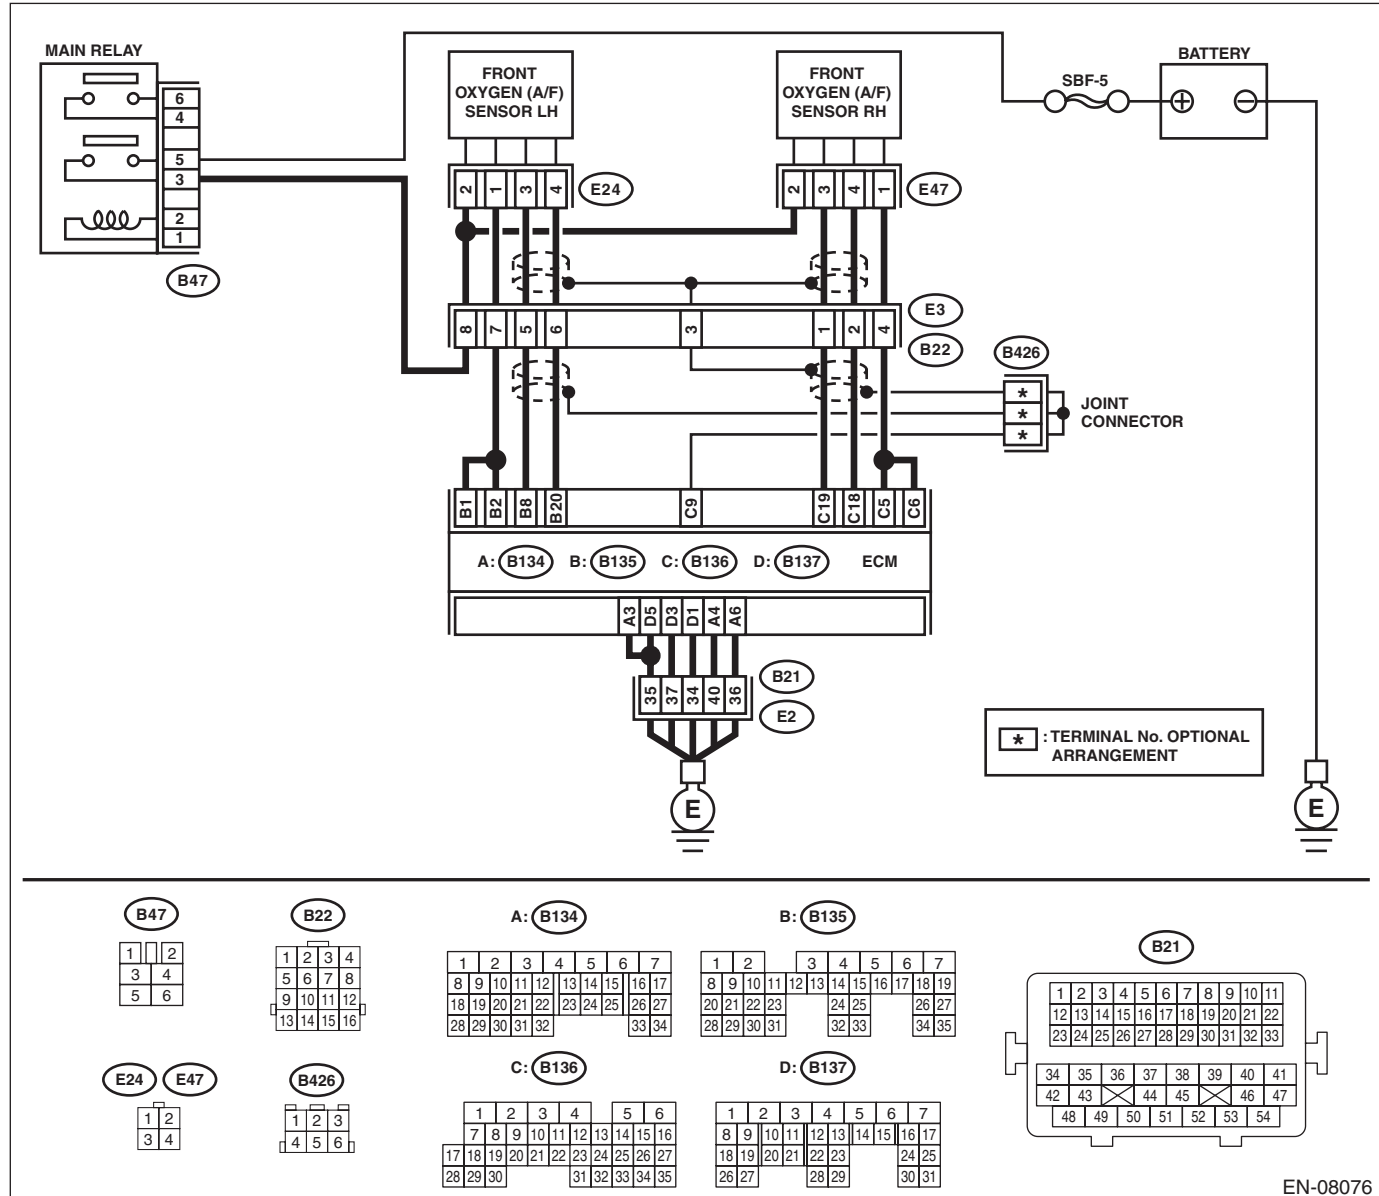 MAIN RELAY
6
4
5
3
2
1
B47
FRONT
OXYGEN (A/F)
SENSOR LH
2 1 3 4
E24
FRONT
OXYGEN (A/F)
SENSOR RH
2 3 4 1
E47
SBF-5
BATTERY
E3
8 7 5 6 3 1 2 4
B22
B426
*
*
*
JOINT
CONNECTOR
B1 B2 B8 B20 C9 C19 C18 C5 C6
A: B134 B: B135 C: B136 D: B137 ECM
A3 D5 D3 D1 A4 A6
B21
35 37 34 40 36
E2
E
* : TERMINAL No. OPTIONAL
ARRANGEMENT
E
B47
1 2
3 4
5 6
B22
1 2 3 4
5 6 7 8
9 10 11 12
13 14 15 16
A: B134
1 2 3 4 5 6 7
8 9 10 11 12 13 14 15 16 17
18 19 20 21 22 23 24 25 26 27
28 29 30 31 32 33 34
B: B135
1 2 3 4 5 6 7
8 9 10 11 12 13 14 15 16 17 18 19
20 21 22 23 24 25 26 27
28 29 30 31 32 33 34 35
B21
1 2 3 4 5 6 7 8 9 10 11
12 13 14 15 16 17 18 19 20 21 22
23 24 25 26 27 28 29 30 31 32 33
34 35 36 37 38 39 40 41
42 43 44 45 46 47
48 49 50 51 52 53 54
E24 E47
1 2
3 4
B426
1 2 3
4 5 6
C: B136
1 2 3 4 5 6
7 8 9 10 11 12 13 14 15 16
17 18 19 20 21 22 23 24 25 26 27
28 29 30 31 32 33 34 35
D: B137
1 2 3 4 5 6 7
8 9 10 11 12 13 14 15 16 17
18 19 20 21 22 23 24 25
26 27 28 29 30 31
EN-08076